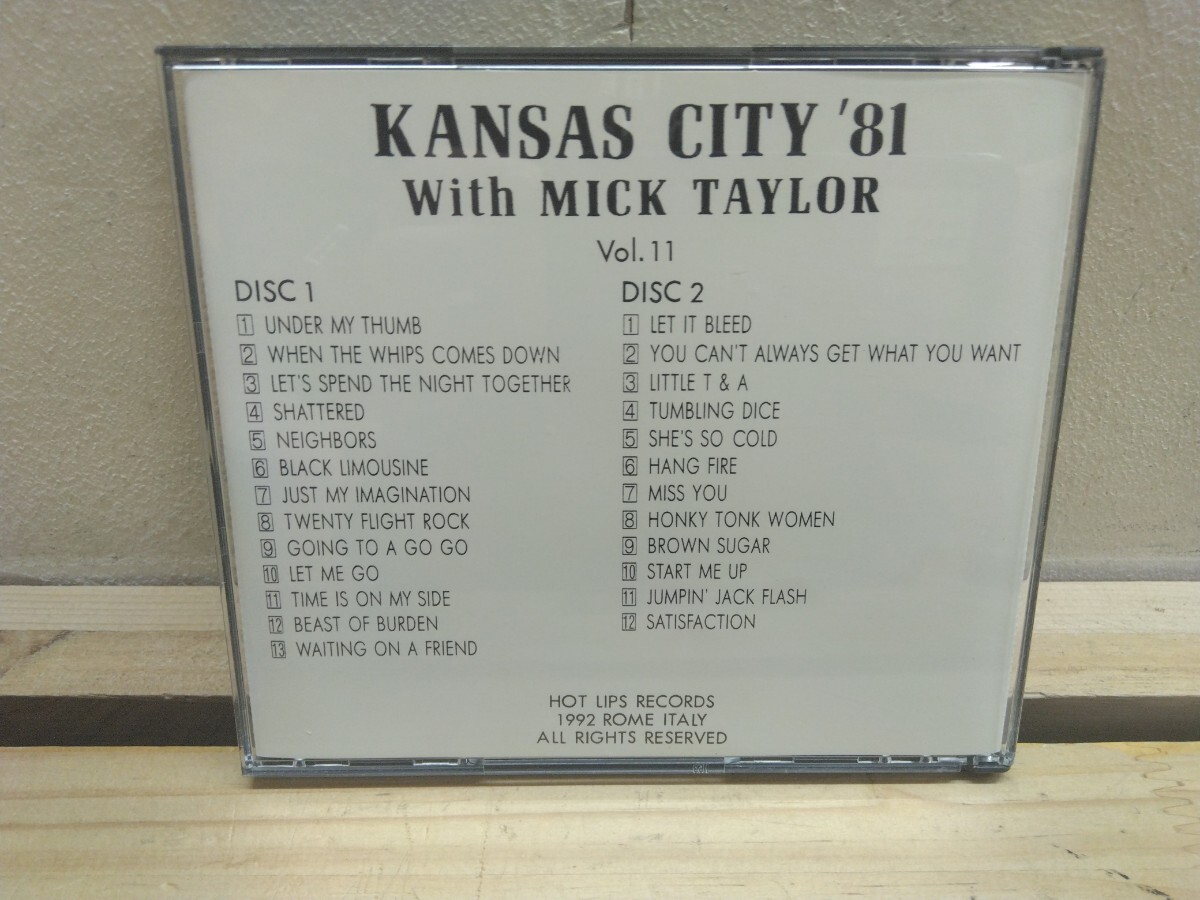 KANSAS CITY '81
With MICK TAYLOR
Vol. 11
DISC 1
1 UNDER MY THUMB
2 WHEN THE WHIPS COMES DOWN
3 LET'S SPEND THE NIGHT TOGETHER
4 SHATTERED
5 NEIGHBORS
6 BLACK LIMOUSINE
7 JUST MY IMAGINATION
8 TWENTY FLIGHT ROCK
9 GOING TO A GO GO
10 LET ME GO
11 TIME IS ON MY SIDE
12 BEAST OF BURDEN
13 WAITING ON A FRIEND
DISC 2
1 LET IT BLEED
2 YOU CAN'T ALWAYS GET WHAT YOU WANT
3 LITTLE T & A
4 TUMBLING DICE
5 SHE'S SO COLD
6 HANG FIRE
7 MISS YOU
8 HONKY TONK WOMEN
9 BROWN SUGAR
10 START ME UP
11 JUMPIN' JACK FLASH
12 SATISFACTION
HOT LIPS RECORDS
1992 ROME ITALY
ALL RIGHTS RESERVED